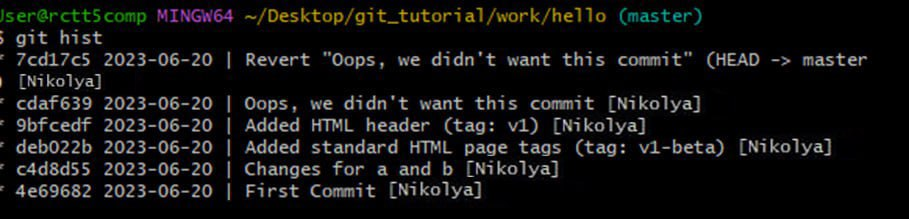 User@rctt5comp MINGW64 ~/Desktop/git_tutorial/work/hello (master)
$ git hist
* 7cd17c5 2023-06-20 | Revert "Oops, we didn't want this commit" (HEAD -> master
) [Nikolya]
* cdaf639 2023-06-20 | Oops, we didn't want this commit [Nikolya]
* 9bfcedf 2023-06-20 | Added HTML header (tag: v1) [Nikolya]
* deb022b 2023-06-20 | Added standard HTML page tags (tag: v1-beta) [Nikolya]
* c4d8d55 2023-06-20 | Changes for a and b [Nikolya]
* 4e69682 2023-06-20 | First Commit [Nikolya]